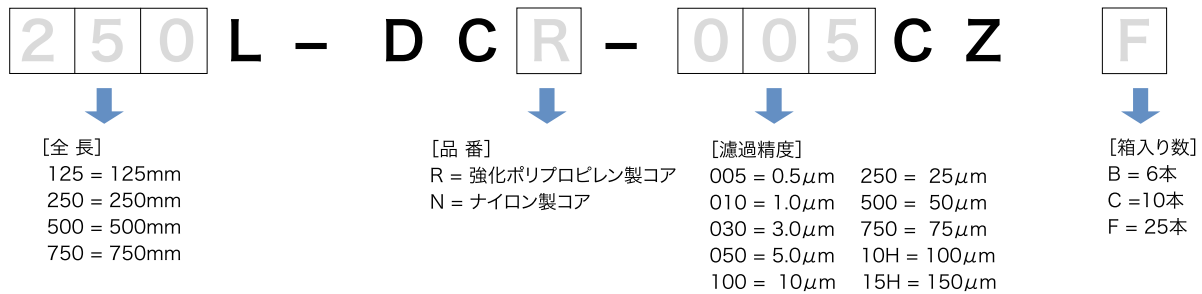 250L－DCR－005CZ F
［全 長］
125 = 125mm
250 = 250mm
500 = 500mm
750 = 750mm
［品 番］
R = 強化ポリプロピレン製コア
N = ナイロン製コア
［濾過精度］
005 = 0.5μm 250 = 25μm
010 = 1.0μm 500 = 50μm
030 = 3.0μm 750 = 75μm
050 = 5.0μm 10H = 100μm
100 = 10μm 15H = 150μm
［箱入り数］
B = 6本
C =10本
F = 25本